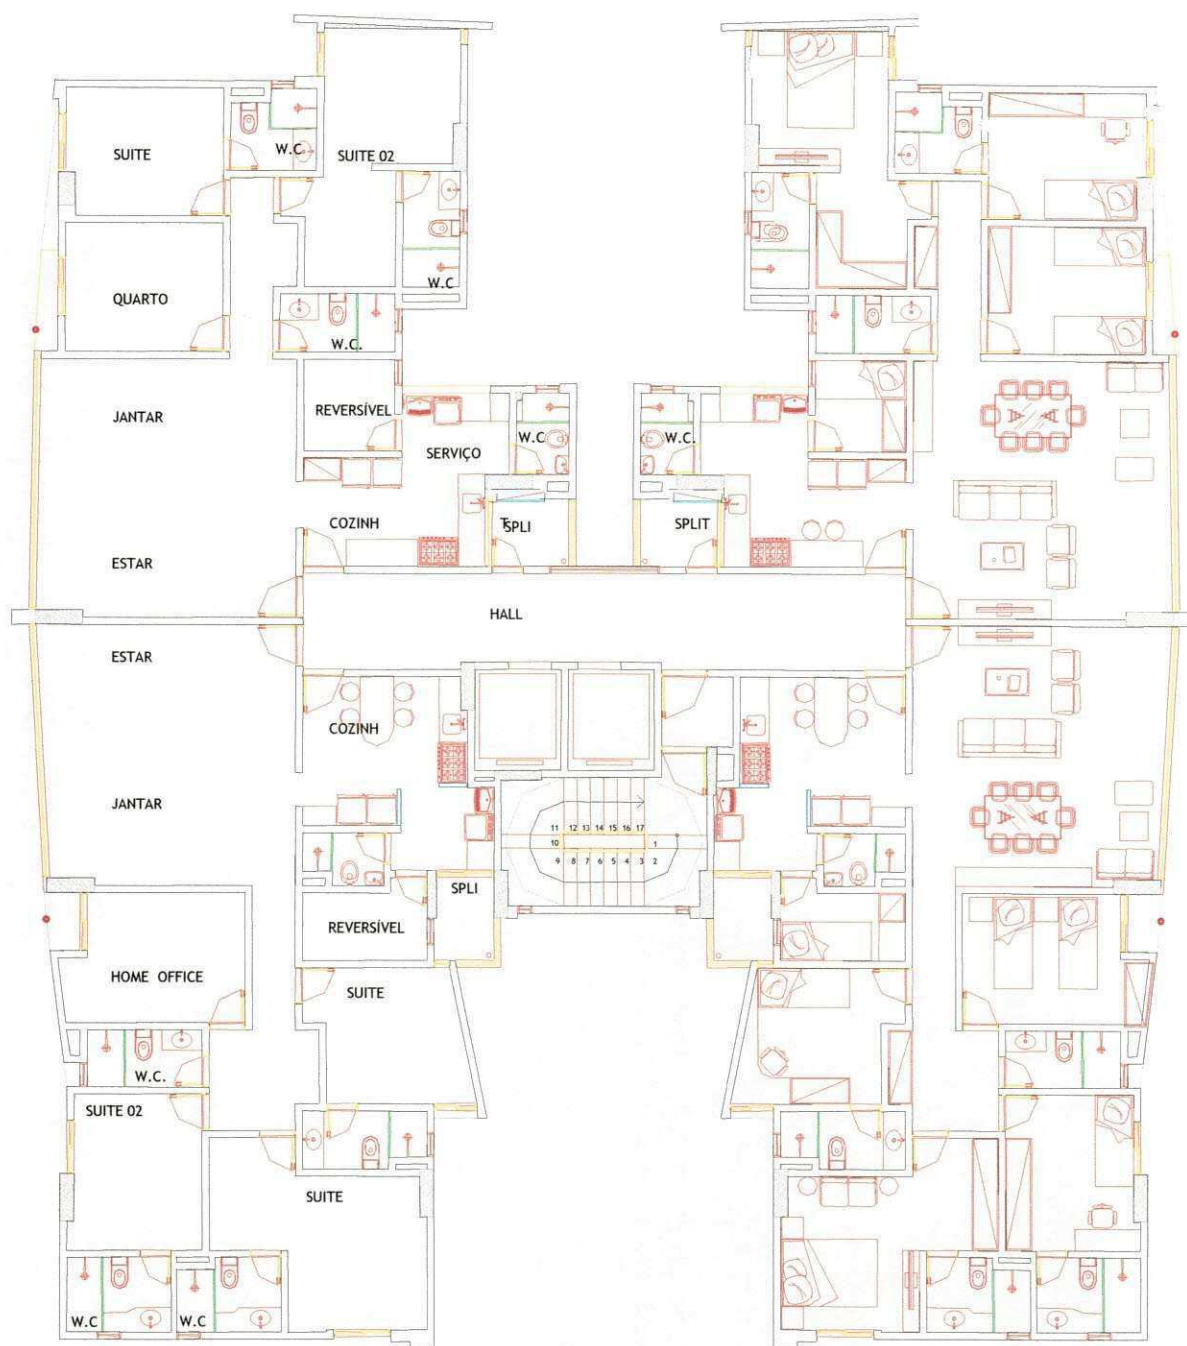 SUITE
W.C
SUITE 02
QUARTO
W.C
W.C.
JANTAR
REVERSÍVEL
SERVIÇO
W.C
W.C.
COZINH
T
SPLI
SPLIT
ESTAR
HALL
ESTAR
COZINH
JANTAR
11 12 13 14 15 16 17
10 1
9 8 7 6 5 4 3 2
SPLI
REVERSÍVEL
HOME OFFICE
SUITE
W.C.
SUITE 02
SUITE
W.C
W.C